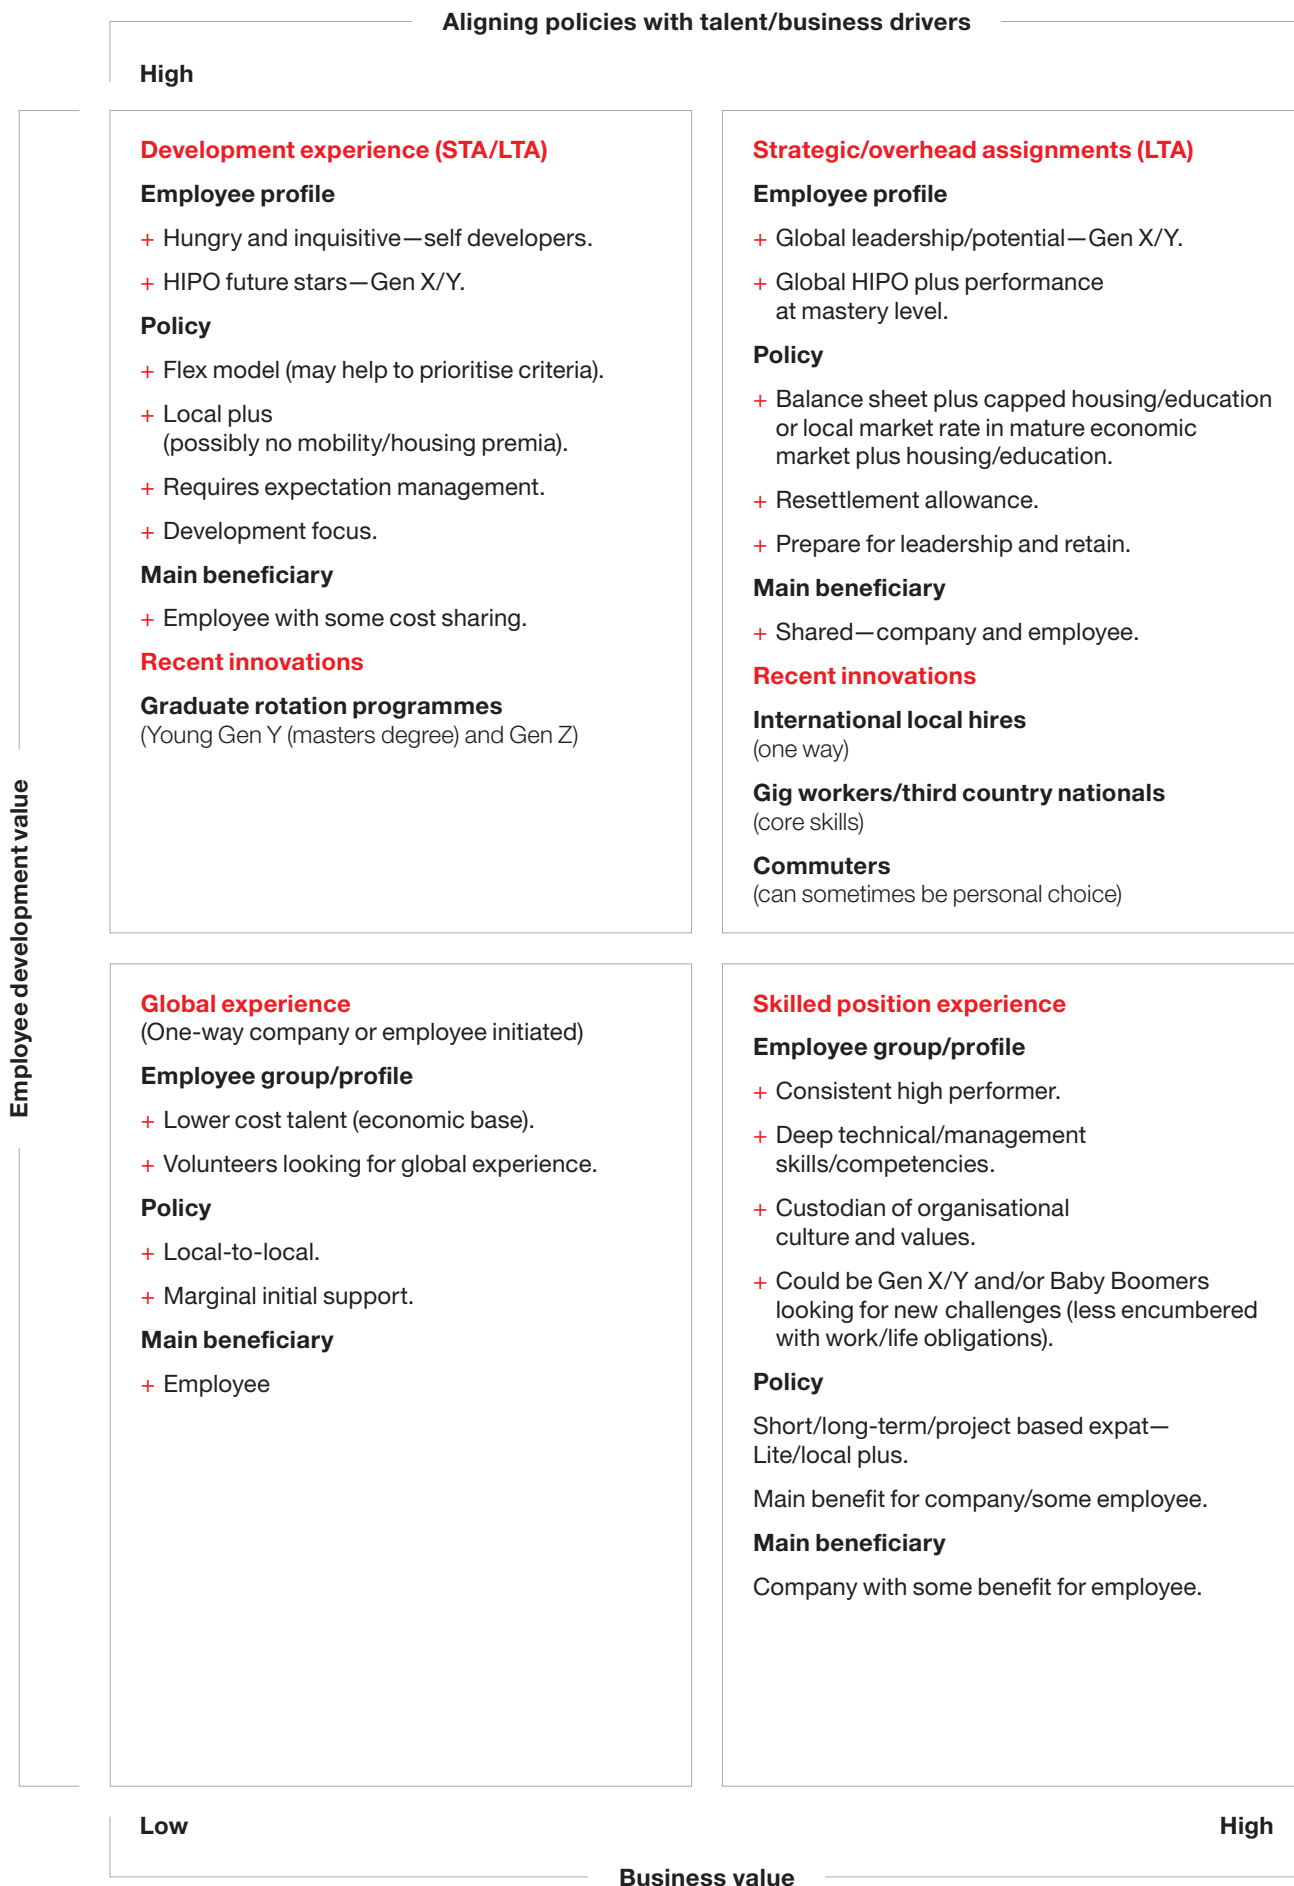 Aligning policies with talent/business drivers
High
Development experience (STA/LTA)
Employee profile
+ Hungry and inquisitive—self developers.
+ HIPO future stars—Gen X/Y.
Policy
+ Flex model (may help to prioritise criteria).
+ Local plus
(possibly no mobility/housing premia).
+ Requires expectation management.
+ Development focus.
Main beneficiary
+ Employee with some cost sharing.
Recent innovations
Graduate rotation programmes
(Young Gen Y (masters degree) and Gen Z)
Strategic/overhead assignments (LTA)
Employee profile
+ Global leadership/potential—Gen X/Y.
+ Global HIPO plus performance
at mastery level.
Policy
+ Balance sheet plus capped housing/education
or local market rate in mature economic
market plus housing/education.
+ Resettlement allowance.
+ Prepare for leadership and retain.
Main beneficiary
+ Shared—company and employee.
Recent innovations
International local hires
(one way)
Gig workers/third country nationals
(core skills)
Commuters
(can sometimes be personal choice)
Employee development value
Global experience
(One-way company or employee initiated)
Employee group/profile
+ Lower cost talent (economic base).
+ Volunteers looking for global experience.
Policy
+ Local-to-local.
+ Marginal initial support.
Main beneficiary
+ Employee
Skilled position experience
Employee group/profile
+ Consistent high performer.
+ Deep technical/management
skills/competencies.
+ Custodian of organisational
culture and values.
+ Could be Gen X/Y and/or Baby Boomers
looking for new challenges (less encumbered
with work/life obligations).
Policy
Short/long-term/project based expat—
Lite/local plus.
Main benefit for company/some employee.
Main beneficiary
Company with some benefit for employee.
Low
High
Business value